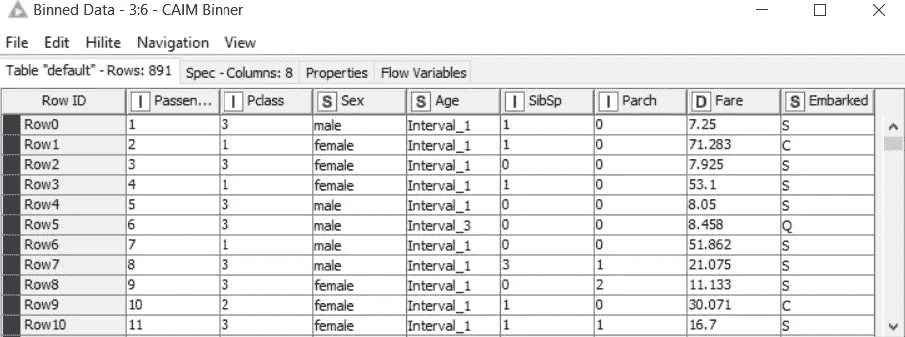 Binned Data - 3:6 - CAIM Binner
File Edit Hilite Navigation View
Table "default" - Rows: 891 Spec - Columns: 8 Properties Flow Variables
Row ID I Passen... I Pclass S Sex S Age I SibSp I Parch D Fare S Embarked
Row0 1 3 male Interval_1 1 0 7.25 S
Row1 2 1 female Interval_1 1 0 71.283 C
Row2 3 3 female Interval_1 0 0 7.925 S
Row3 4 1 female Interval_1 1 0 53.1 S
Row4 5 3 male Interval_1 0 0 8.05 S
Row5 6 3 male Interval_3 0 0 8.458 Q
Row6 7 1 male Interval_1 0 0 51.862 S
Row7 8 3 male Interval_1 3 1 21.075 S
Row8 9 3 female Interval_1 0 2 11.133 S
Row9 10 2 female Interval_1 1 0 30.071 C
Row10 11 3 female Interval_1 1 1 16.7 S